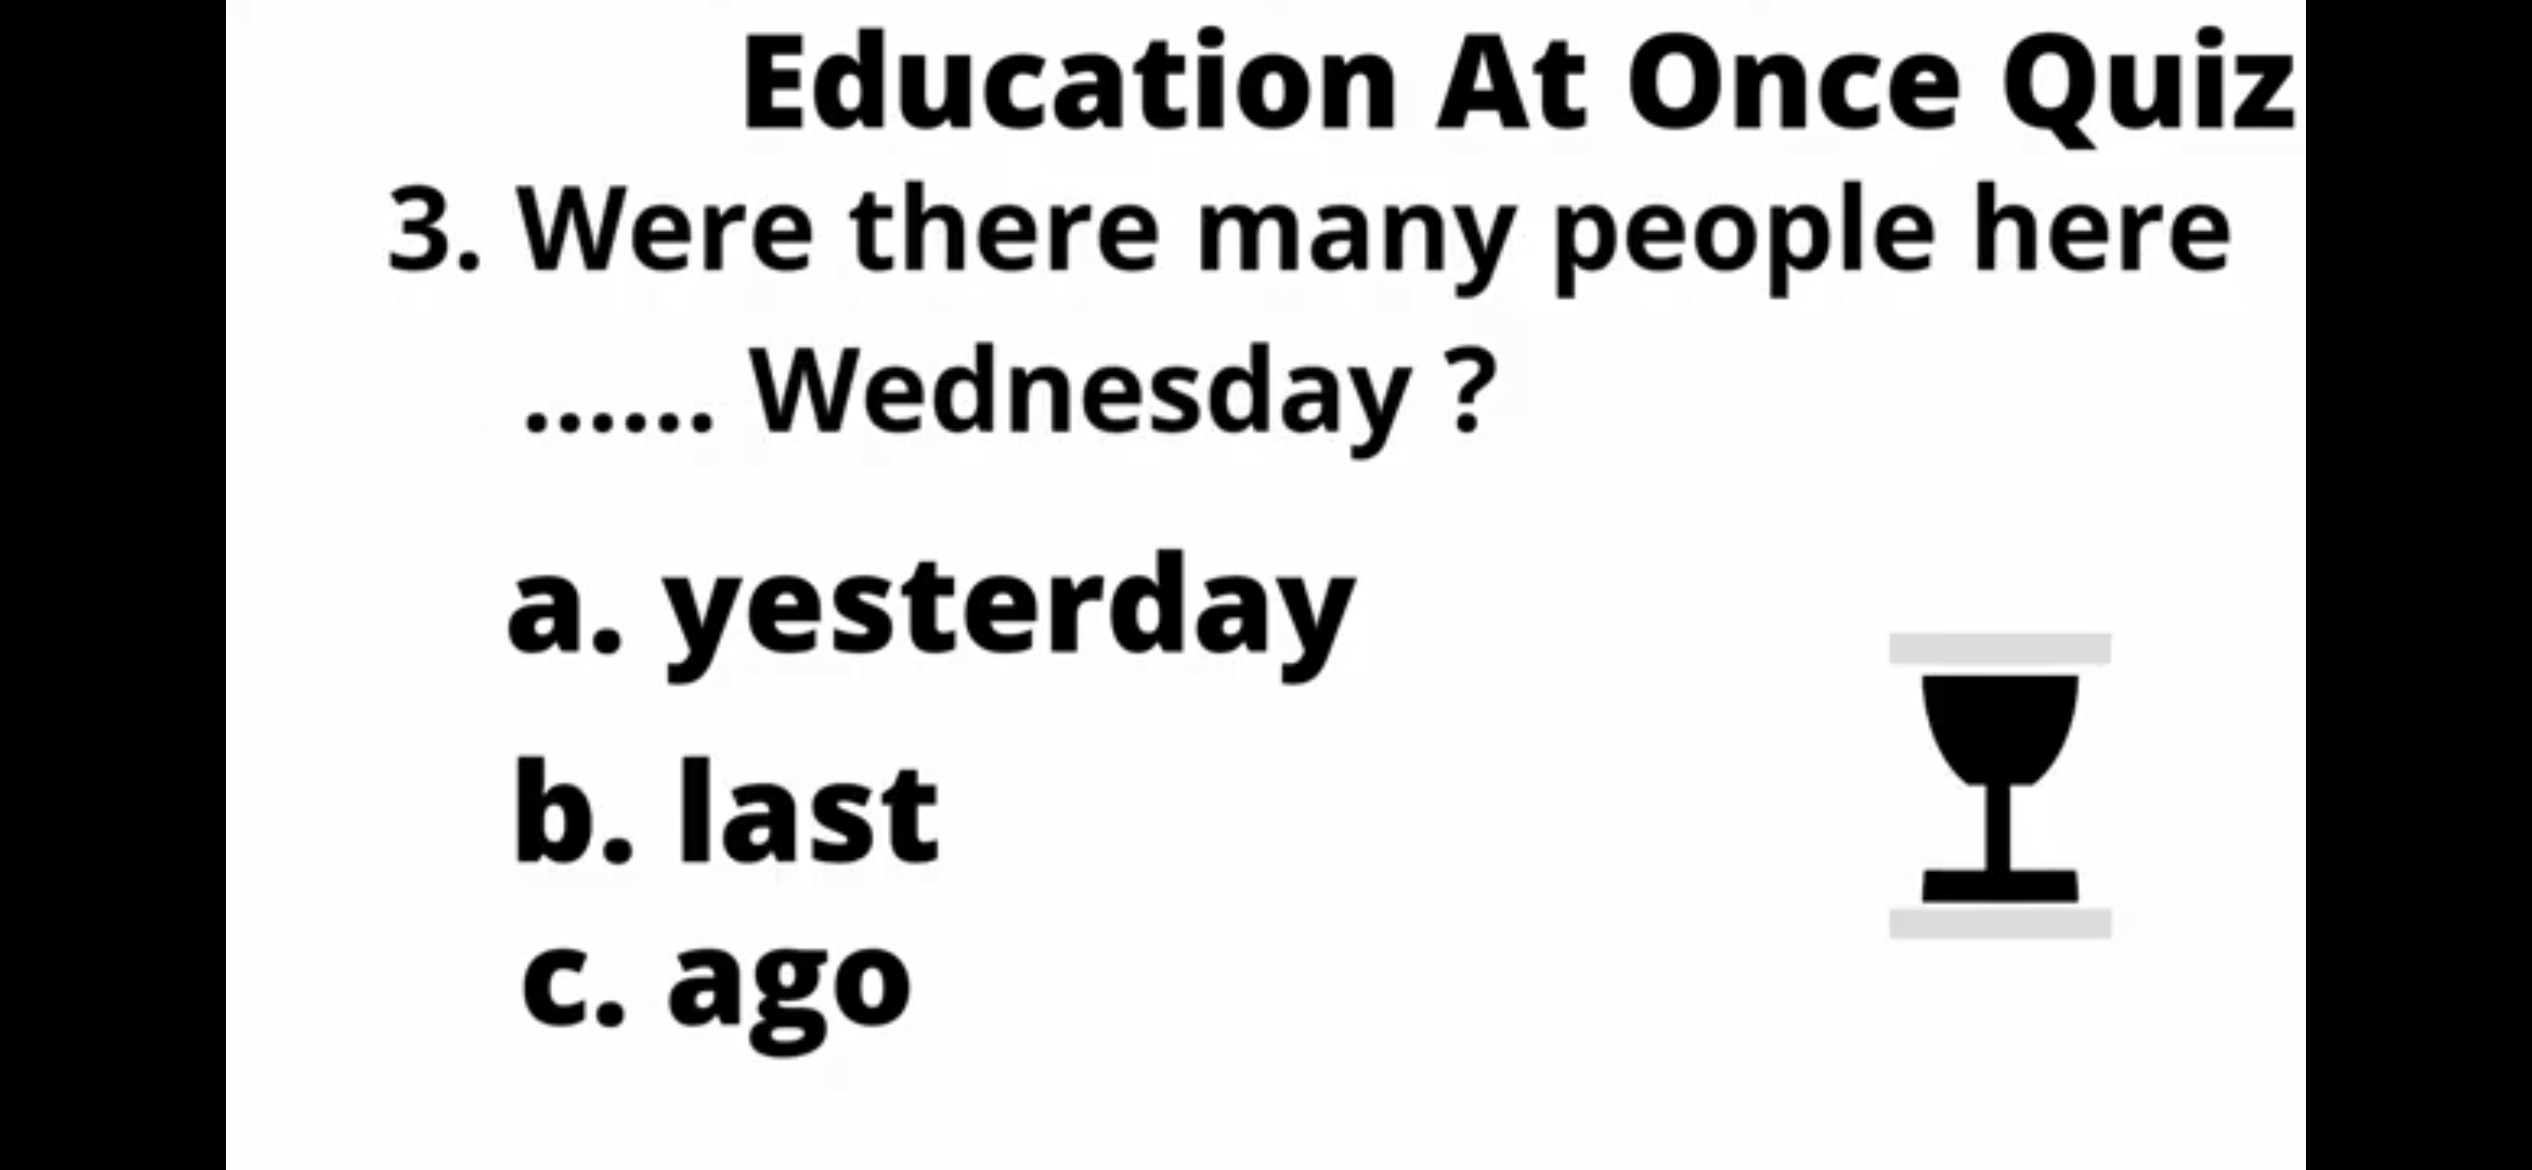 Education At Once Quiz
3. Were there many people here
...... Wednesday ?
a. yesterday
b. last
c. ago